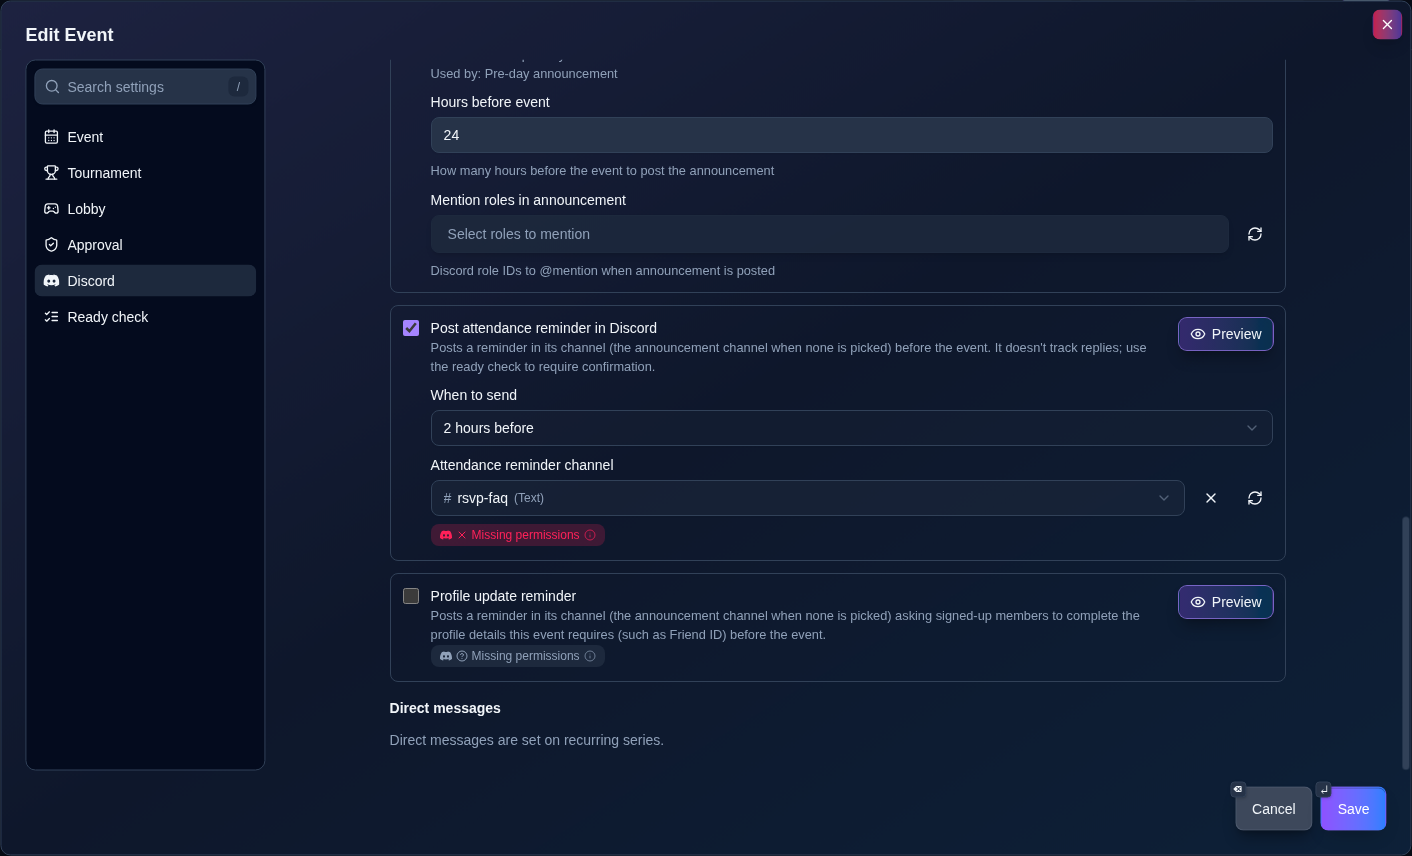 Edit Event
Search settings /
Event
Tournament
Lobby
Approval
Discord
Ready check
Used by: Pre-day announcement
Hours before event
24
How many hours before the event to post the announcement
Mention roles in announcement
Select roles to mention
Discord role IDs to @mention when announcement is posted
Post attendance reminder in Discord
Preview
Posts a reminder in its channel (the announcement channel when none is picked) before the event. It doesn't track replies; use
the ready check to require confirmation.
When to send
2 hours before
Attendance reminder channel
# rsvp-faq (Text)
Missing permissions
Profile update reminder
Preview
Posts a reminder in its channel (the announcement channel when none is picked) asking signed-up members to complete the
profile details this event requires (such as Friend ID) before the event.
Missing permissions
Direct messages
Direct messages are set on recurring series.
Cancel
Save